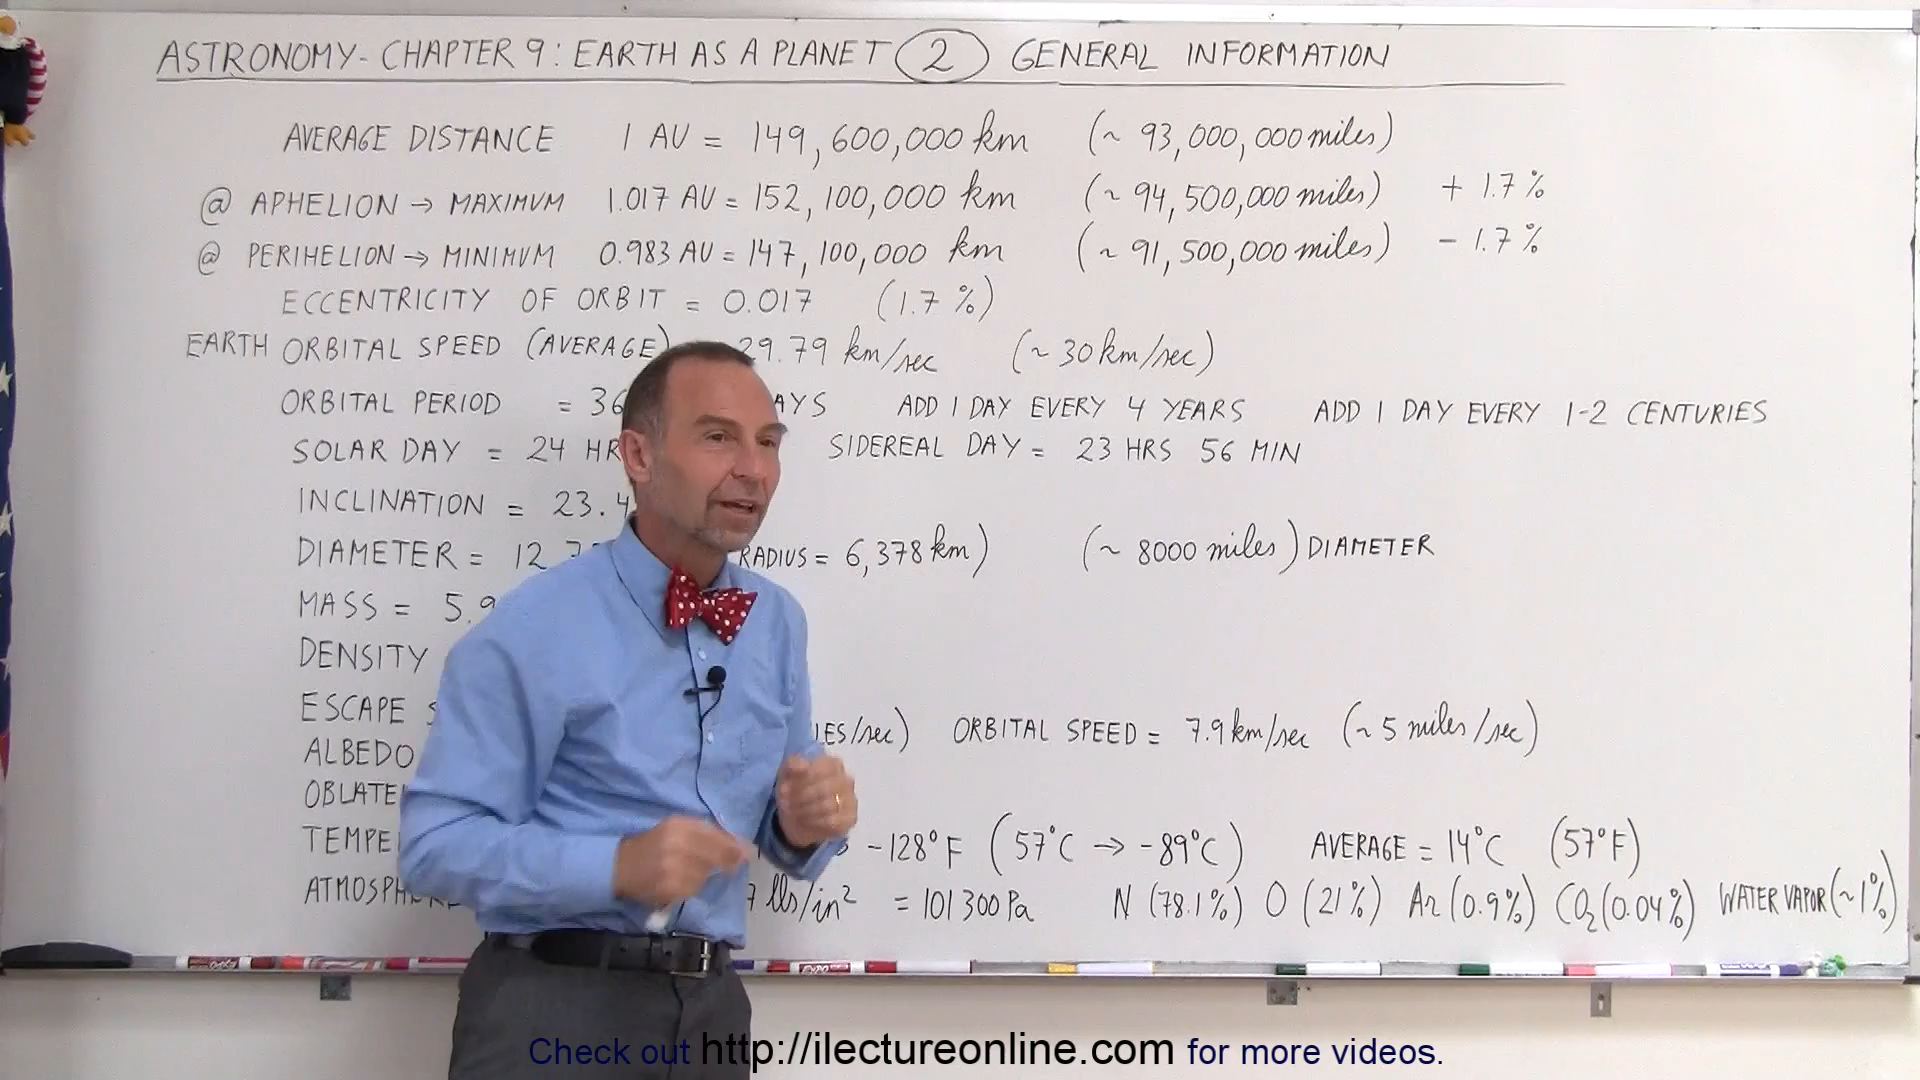 ASTRONOMY - CHAPTER 9 : EARTH AS A PLANET 2 GENERAL INFORMATION
AVERAGE DISTANCE 1 AU = 149,600,000 km (~ 93,000,000 miles)
@ APHELION → MAXIMUM 1.017 AU = 152,100,000 km (~ 94,500,000 miles) + 1.7 %
@ PERIHELION → MINIMUM 0.983 AU = 147,100,000 km (~ 91,500,000 miles) - 1.7 %
ECCENTRICITY OF ORBIT = 0.017 (1.7 %)
EARTH ORBITAL SPEED (AVERAGE) 29.79 km/sec (~ 30 km/sec)
ORBITAL PERIOD = 36 AYS ADD 1 DAY EVERY 4 YEARS ADD 1 DAY EVERY 1-2 CENTURIES
SOLAR DAY = 24 HR SIDEREAL DAY = 23 HRS 56 MIN
INCLINATION = 23.4
DIAMETER = 12,7 RADIUS = 6,378 km) (~ 8000 miles) DIAMETER
MASS = 5.9
DENSITY
ESCAPE S LES/sec) ORBITAL SPEED = 7.9 km/sec (~ 5 miles/sec)
ALBEDO
OBLATE
TEMPE -128°F (57°C → -89°C) AVERAGE = 14°C (57°F)
ATMOSPHERE 7 lbs/in² = 101 300 Pa N (78.1%) O (21%) Ar (0.9%) CO₂ (0.04%) WATER VAPOR (~1%)
EXPO
Check out http://ilectureonline.com for more videos.